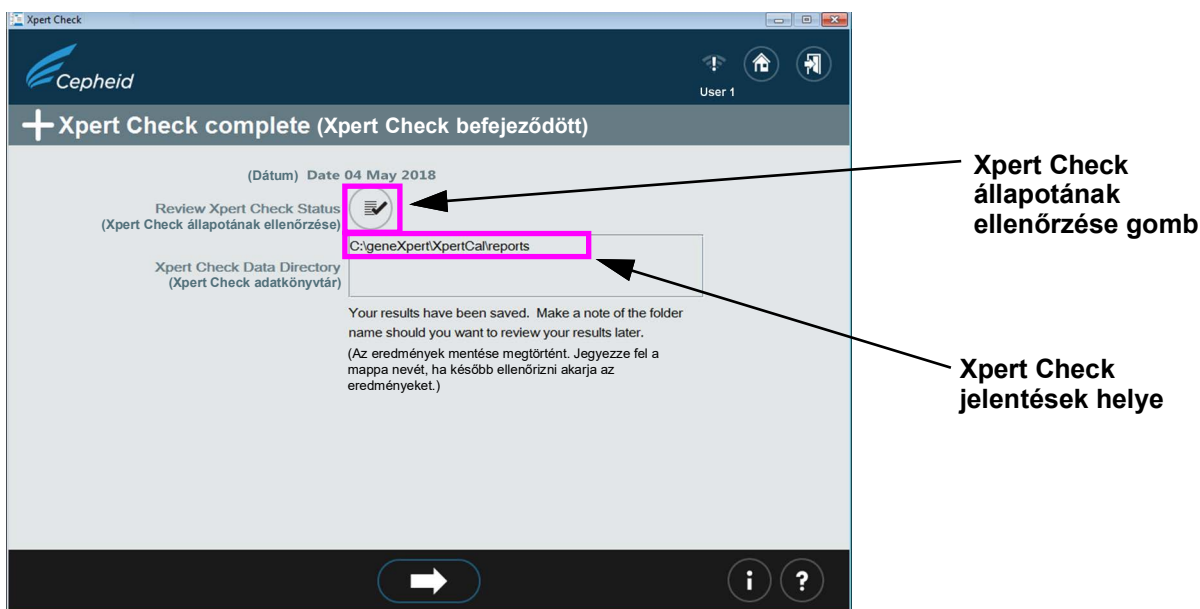 Xpert Check
Cepheid
User 1
Xpert Check complete (Xpert Check befejeződött)
(Dátum) Date 04 May 2018
Review Xpert Check Status
(Xpert Check állapotának ellenőrzése)
C:\geneXpert\XpertCal\reports
Xpert Check Data Directory
(Xpert Check adatkönyvtár)
Your results have been saved. Make a note of the folder
name should you want to review your results later.
(Az eredmények mentése megtörtént. Jegyezze fel a
mappa nevét, ha később ellenőrizni akarja az
eredményeket.)
i ?
Xpert Check
állapotának
ellenőrzése gomb
Xpert Check
jelentések helye